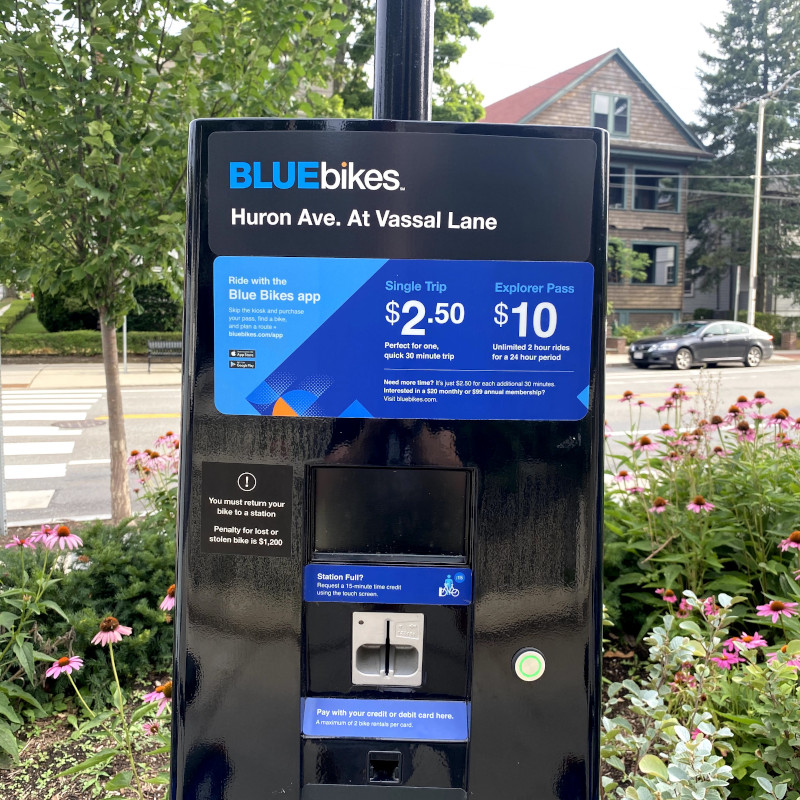 BLUEbikes
Huron Ave. At Vassal Lane
Ride with the
Blue Bikes app
Skip the kiosk and purchase
your pass, find a bike,
and plan a route •
bluebikes.com/app
App Store
Google Play
Single Trip
$2.50
Perfect for one,
quick 30 minute trip
Explorer Pass
$10
Unlimited 2 hour rides
for a 24 hour period
Need more time? It's just $2.50 for each additional 30 minutes.
Interested in a $20 monthly or $99 annual membership?
Visit bluebikes.com.
!
You must return your
bike to a station
Penalty for lost or
stolen bike is $1,200
Station Full?
Request a 15-minute time credit
using the touch screen.
Pay with your credit or debit card here.
A maximum of 2 bike rentals per card.